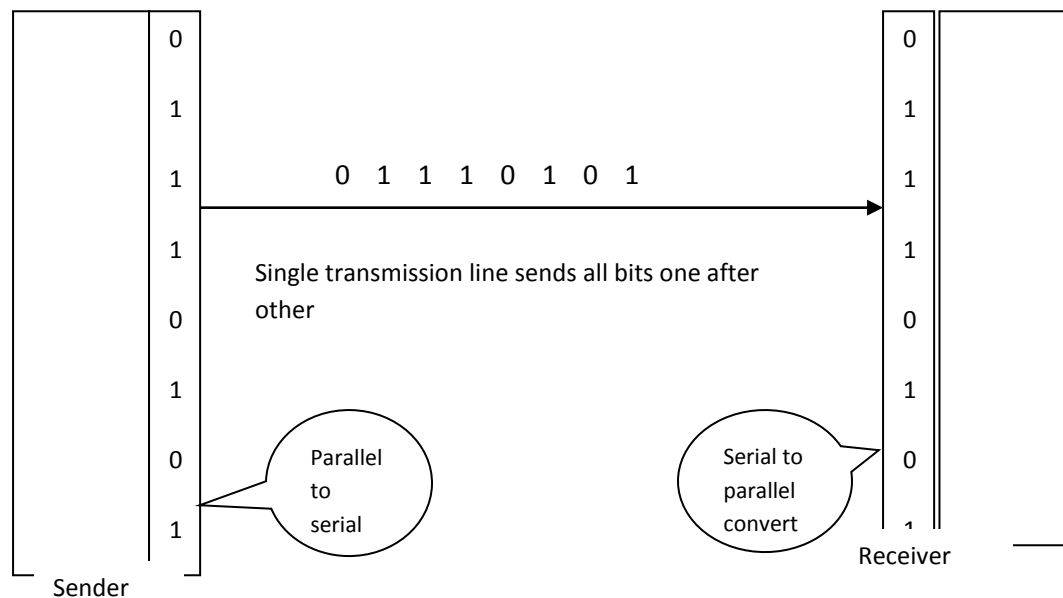 0
1
1
1
0
1
0
1
0 1 1 1 0 1 0 1
Single transmission line sends all bits one after
other
Parallel
to
serial
Sender
0
1
1
1
0
1
0
Serial to
parallel
convert
Receiver